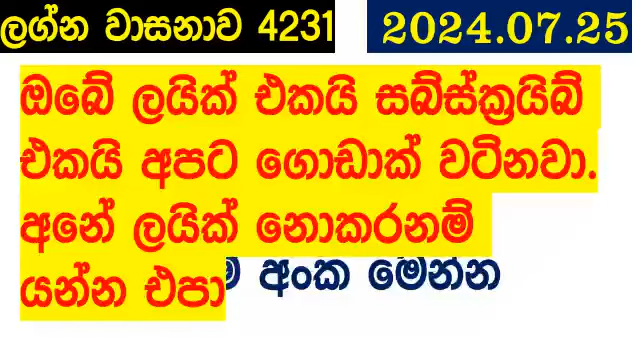 ලග්න වාසනාව 4231 2024.07.25
ඔබේ ලයික් එකයි සබ්ස්ක්‍රයිබ්
එකයි අපට ගොඩාක් වටිනවා.
අනේ ලයික් නොකරනම්
යන්න එපා අංක මෙන්න